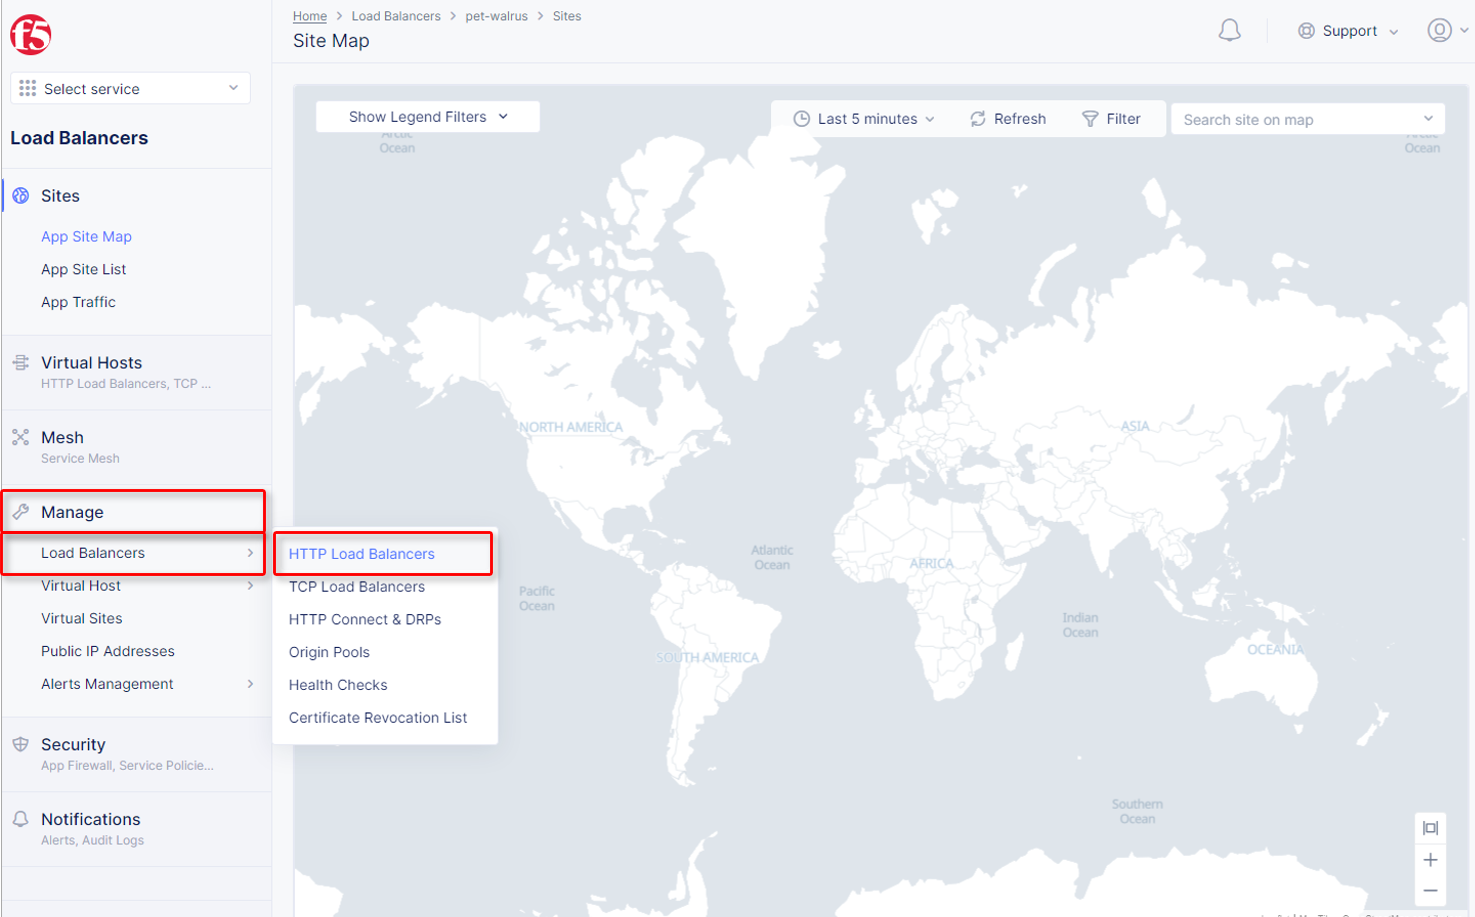 f5
Select service
Load Balancers
Sites
App Site Map
App Site List
App Traffic
Virtual Hosts
HTTP Load Balancers, TCP ...
Mesh
Service Mesh
Manage
Load Balancers
Virtual Host
Virtual Sites
Public IP Addresses
Alerts Management
Security
App Firewall, Service Policie...
Notifications
Alerts, Audit Logs
HTTP Load Balancers
TCP Load Balancers
HTTP Connect & DRPs
Origin Pools
Health Checks
Certificate Revocation List
Home > Load Balancers > pet-walrus > Sites
Site Map
Support
Show Legend Filters
Last 5 minutes
Refresh
Filter
Search site on map
Arctic
Ocean
Ocean
NORTH AMERICA
ASIA
Atlantic
Ocean
AFRICA
Pacific
Ocean
Indian
Ocean
SOUTH AMERICA
OCEANIA
Southern
Ocean